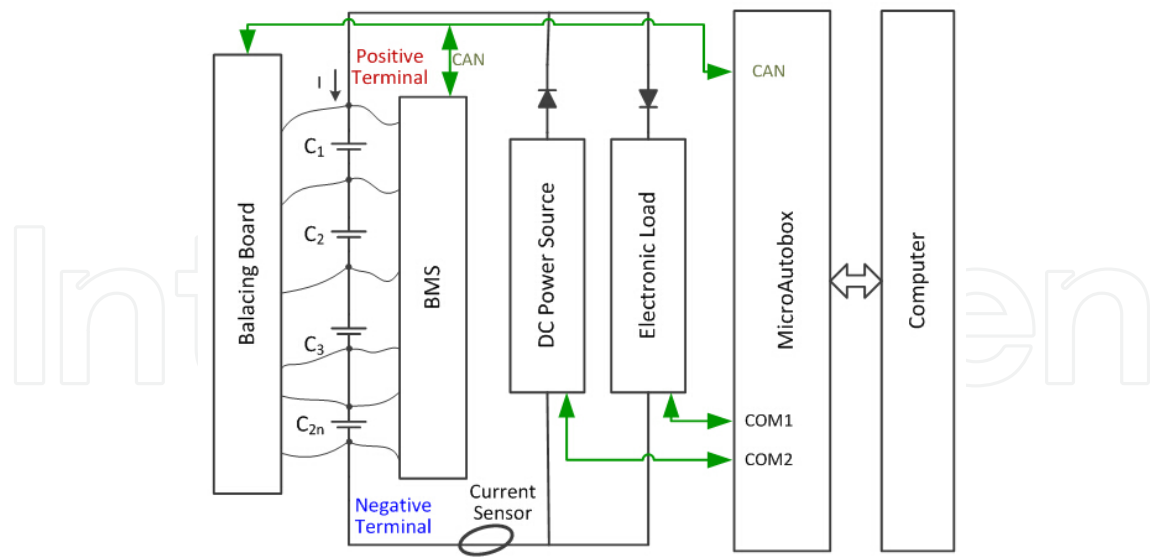 Positive
Terminal
CAN
CAN
I
C1
C2
C3
C2n
Balacing Board
BMS
DC Power Source
Electronic Load
MicroAutobox
Computer
COM1
COM2
Negative
Terminal
Current
Sensor